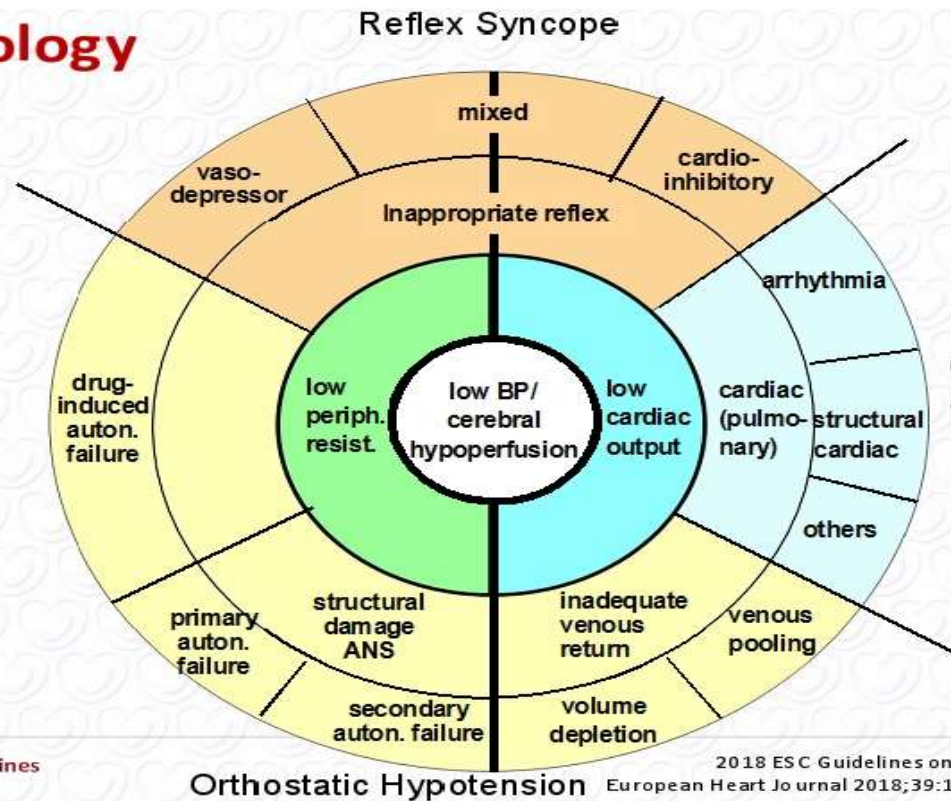 ology
Reflex Syncope
mixed
vaso-
depressor
cardio-
inhibitory
Inappropriate reflex
arrhythmia
drug-
induced
auton.
failure
low
periph.
resist.
low BP/
cerebral
hypoperfusion
low
cardiac
output
cardiac
(pulmo-
nary)
structural
cardiac
others
primary
auton.
failure
structural
damage
ANS
inadequate
venous
return
venous
pooling
secondary
auton. failure
volume
depletion
ines
Orthostatic Hypotension
2018 ESC Guidelines on
European Heart Journal 2018;39:1